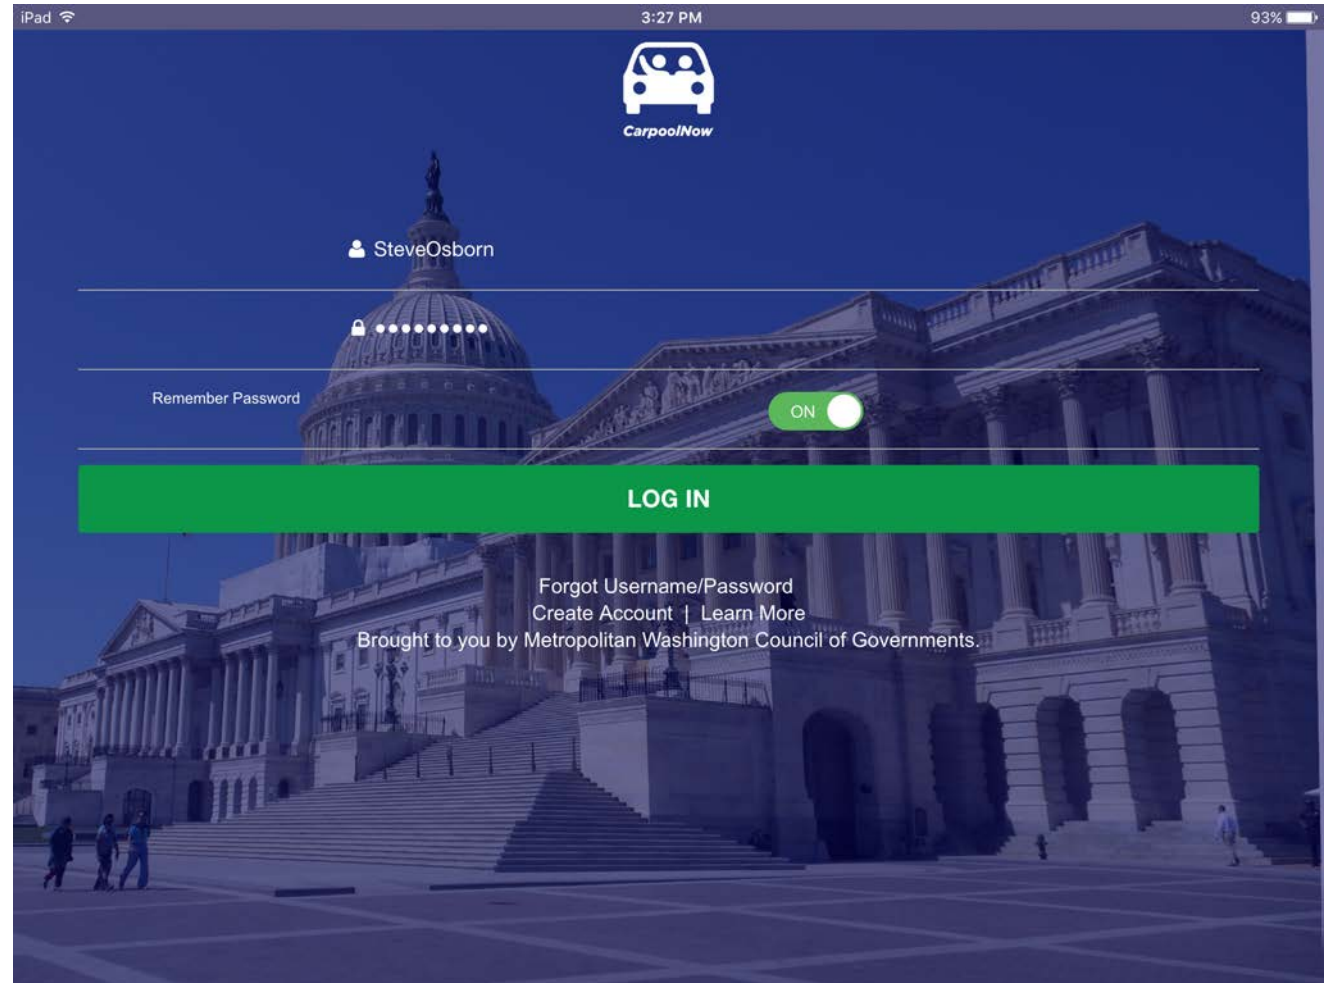 iPad 3:27 PM 93%
CarpoolNow
SteveOsborn
•••••••••
Remember Password ON
LOG IN
Forgot Username/Password
Create Account | Learn More
Brought to you by Metropolitan Washington Council of Governments.